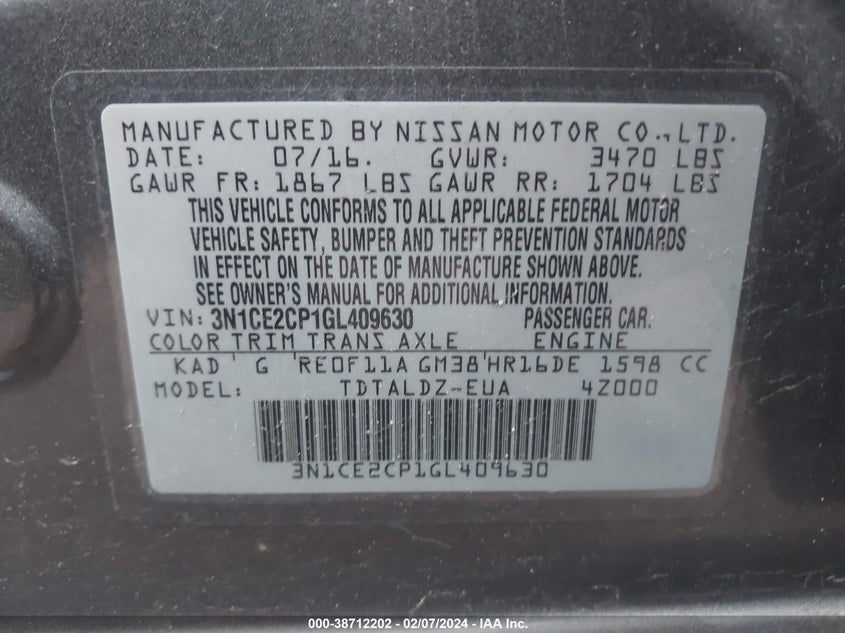 MANUFACTURED BY NISSAN MOTOR CO., LTD.
DATE: 07/16. GVWR: 3470 LBS
GAWR FR: 1867 LBS GAWR RR: 1704 LBS
THIS VEHICLE CONFORMS TO ALL APPLICABLE FEDERAL MOTOR
VEHICLE SAFETY, BUMPER AND THEFT PREVENTION STANDARDS
IN EFFECT ON THE DATE OF MANUFACTURE SHOWN ABOVE.
SEE OWNER'S MANUAL FOR ADDITIONAL INFORMATION.
VIN: 3N1CE2CP1GL409630 PASSENGER CAR.
COLOR TRIM TRANS AXLE ENGINE
KAD G RE0F11A GM38 HR16DE 1598 CC
MODEL: TDTALDZ-EUA 4Z000
3N1CE2CP1GL409630
000-38712202 - 02/07/2024 - IAA Inc.